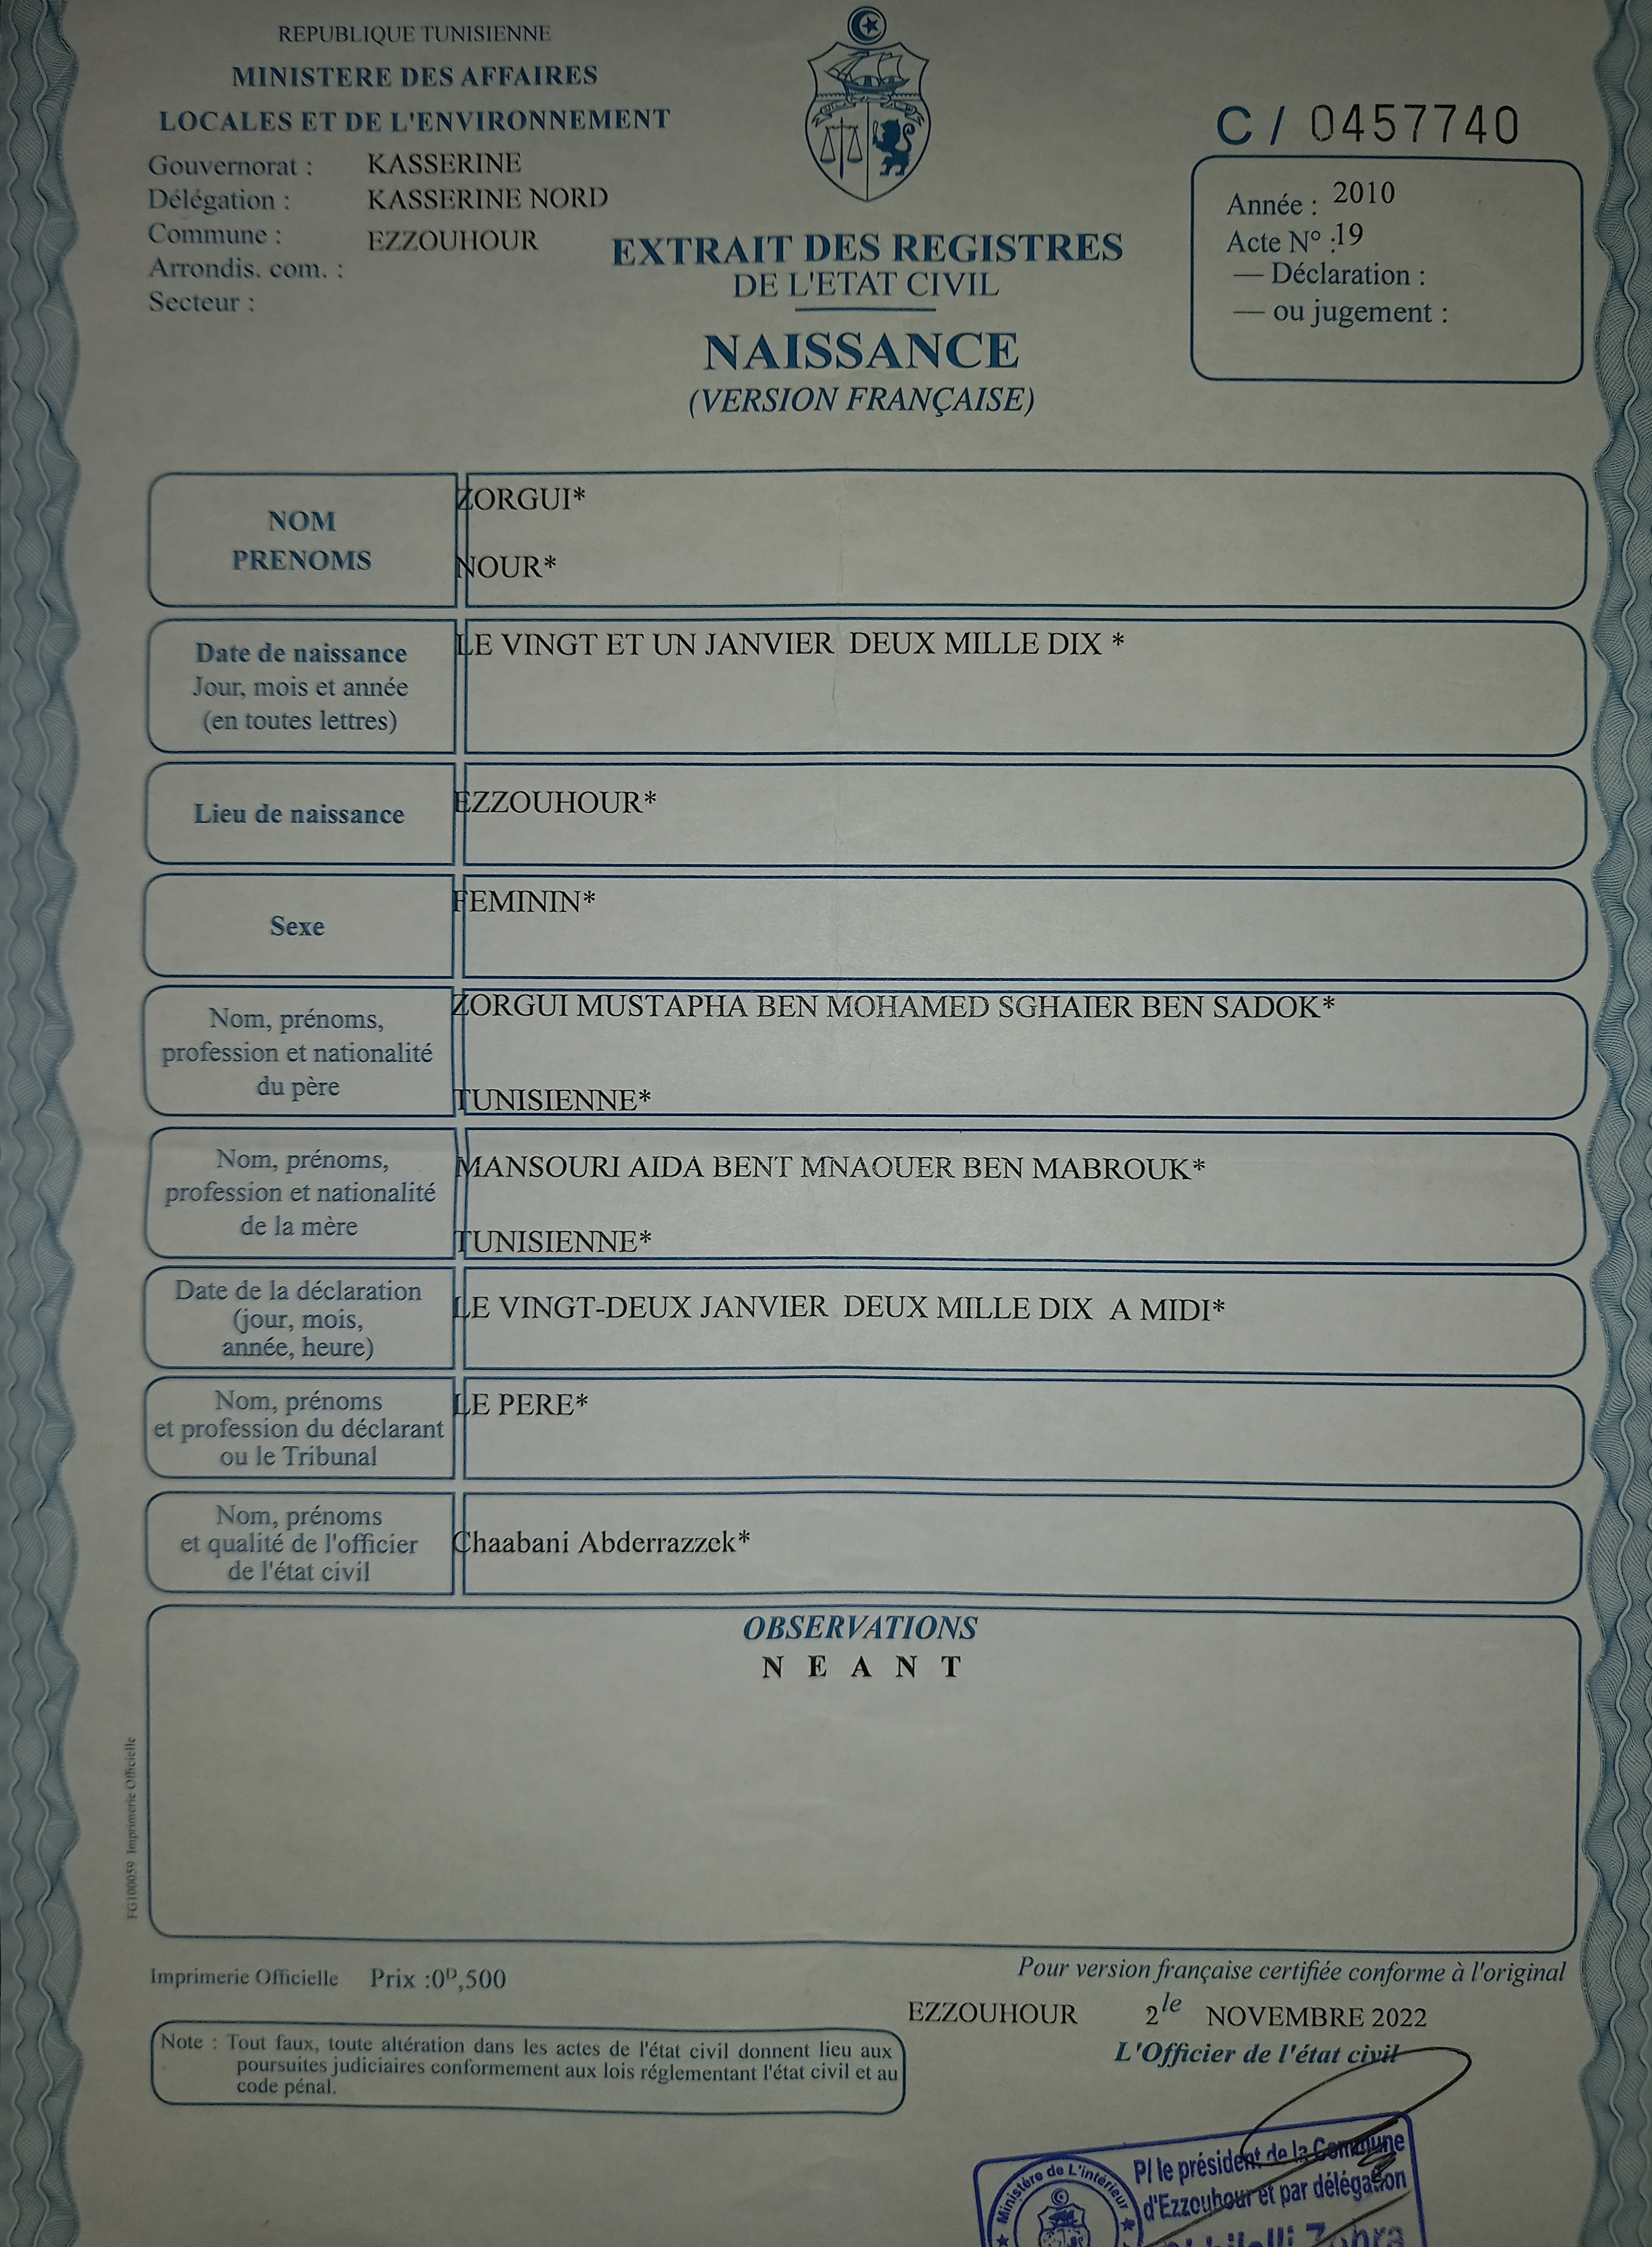 REPUBLIQUE TUNISIENNE
MINISTERE DES AFFAIRES
LOCALES ET DE L'ENVIRONNEMENT
Gouvernorat : KASSERINE
Délégation : KASSERINE NORD
Commune : EZZOUHOUR
Arrondis. com. :
Secteur :
EXTRAIT DES REGISTRES
DE L'ETAT CIVIL
NAISSANCE
(VERSION FRANÇAISE)
C / 0457740
Année : 2010
Acte N° :19
— Déclaration :
— ou jugement :
NOM
PRENOMS
ZORGUI*
NOUR*
Date de naissance
Jour, mois et année
(en toutes lettres)
LE VINGT ET UN JANVIER DEUX MILLE DIX *
Lieu de naissance
EZZOUHOUR*
Sexe
FEMININ*
Nom, prénoms,
profession et nationalité
du père
ZORGUI MUSTAPHA BEN MOHAMED SGHAIER BEN SADOK*
TUNISIENNE*
Nom, prénoms,
profession et nationalité
de la mère
MANSOURI AIDA BENT MNAOUER BEN MABROUK*
TUNISIENNE*
Date de la déclaration
(jour, mois,
année, heure)
LE VINGT-DEUX JANVIER DEUX MILLE DIX A MIDI*
Nom, prénoms
et profession du déclarant
ou le Tribunal
LE PERE*
Nom, prénoms
et qualité de l'officier
de l'état civil
Chaabani Abderrazzek*
OBSERVATIONS
N E A N T
FG100059 Imprimerie Officielle
Imprimerie Officielle Prix :0D,500
Pour version française certifiée conforme à l'original
EZZOUHOUR 2 le NOVEMBRE 2022
L'Officier de l'état civil
Note : Tout faux, toute altération dans les actes de l'état civil donnent lieu aux
poursuites judiciaires conformement aux lois réglementant l'état civil et au
code pénal.
Ministére de L'intérieur
P/ le président de la Commune
d'Ezzouhour et par délégation
Zohra